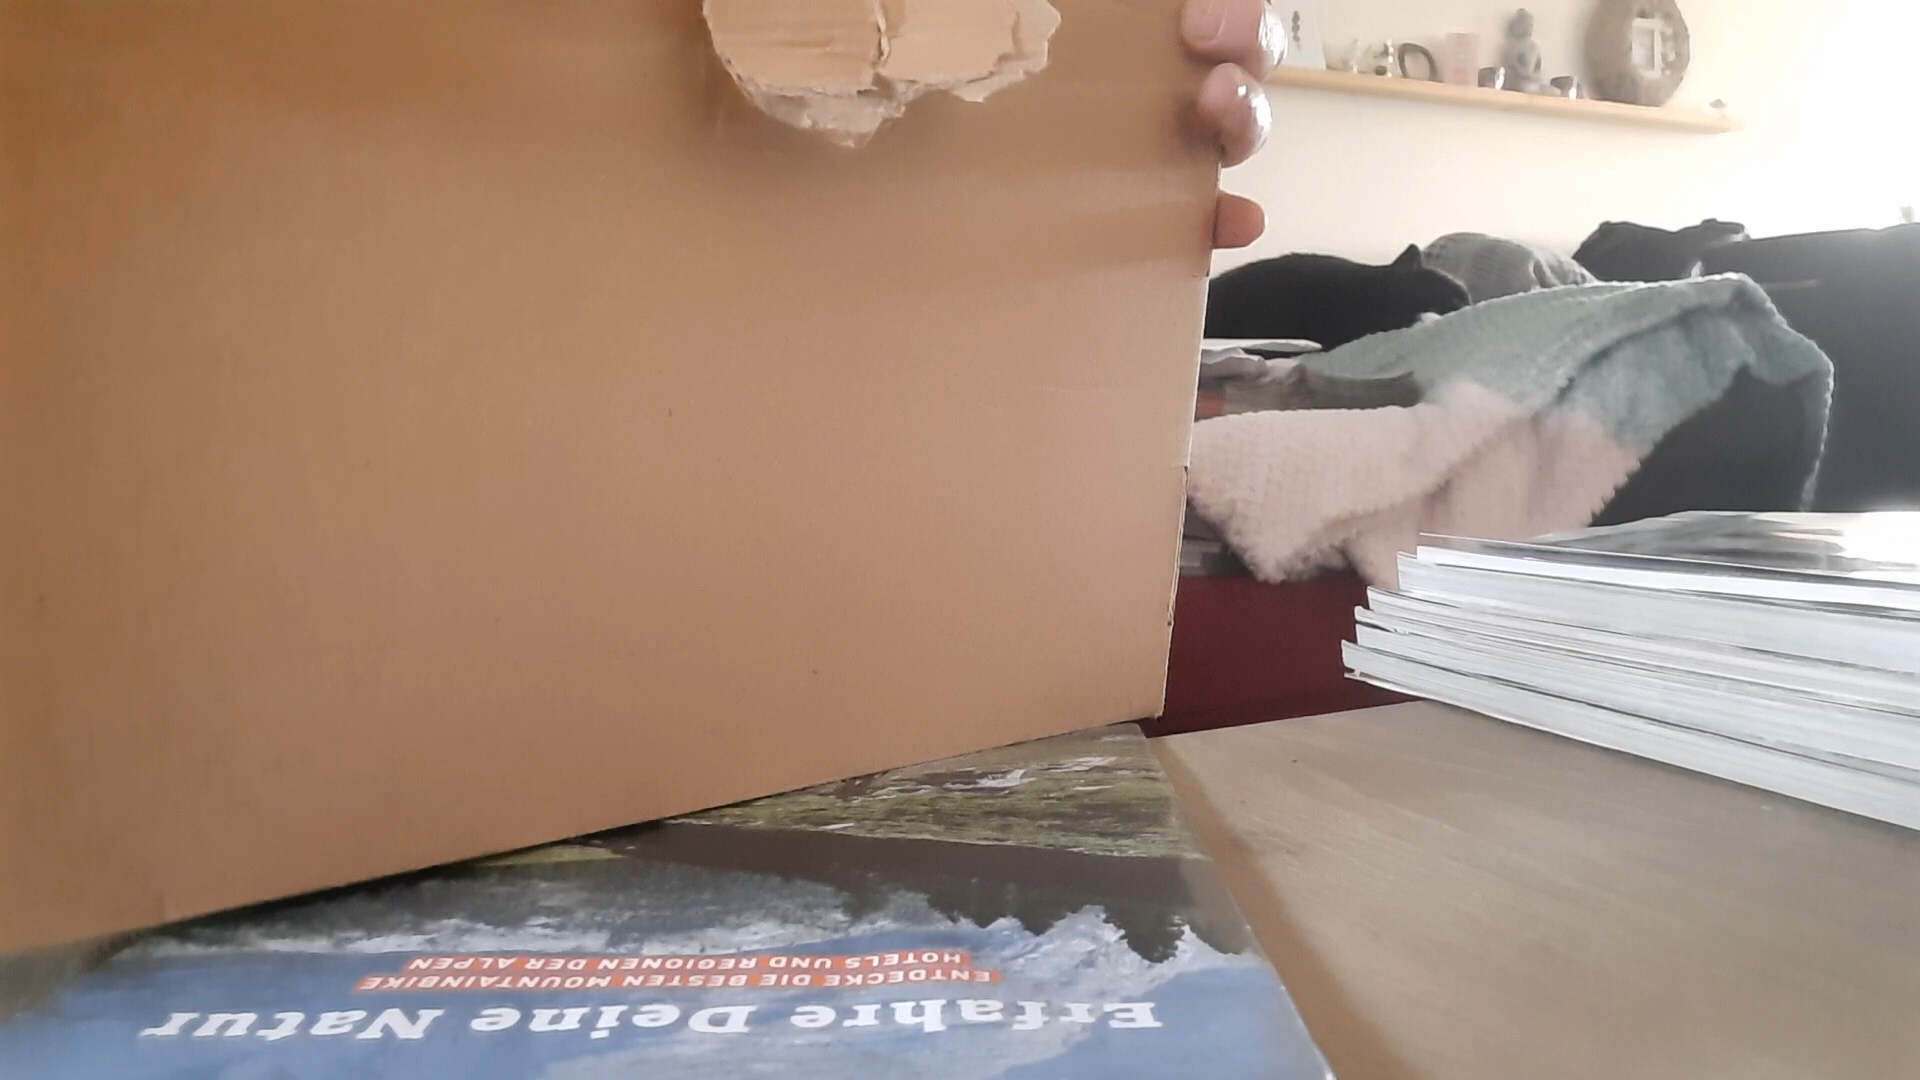 Erfahre Deine Natur
ENTDECKE DIE BESTEN MOUNTAINBIKE
HOTELS UND REGIONEN DER ALPEN